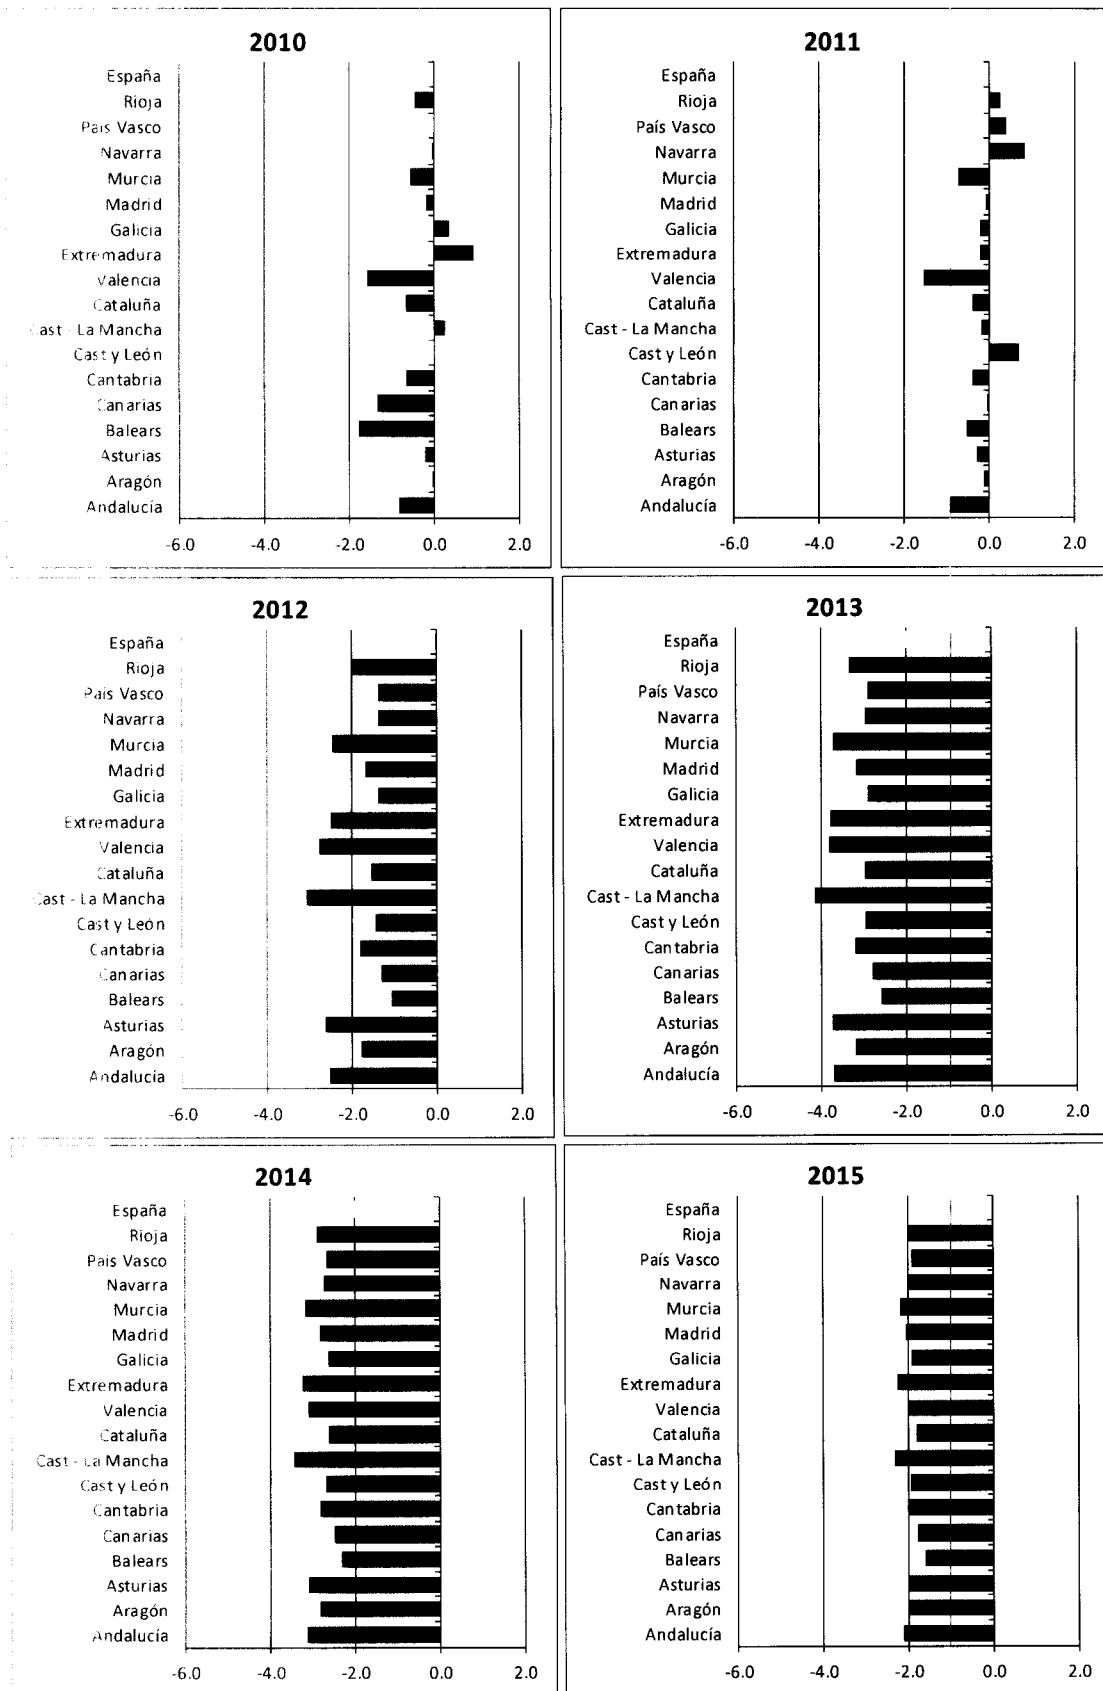 2010
España
Rioja
País Vasco
Navarra
Murcia
Madrid
Galicia
Extremadura
Valencia
Cataluña
Cast - La Mancha
Cast y León
Cantabria
Canarias
Balears
Asturias
Aragón
Andalucía
-6.0 -4.0 -2.0 0.0 2.0
2011
España
Rioja
País Vasco
Navarra
Murcia
Madrid
Galicia
Extremadura
Valencia
Cataluña
Cast - La Mancha
Cast y León
Cantabria
Canarias
Balears
Asturias
Aragón
Andalucía
-6.0 -4.0 -2.0 0.0 2.0
2012
España
Rioja
País Vasco
Navarra
Murcia
Madrid
Galicia
Extremadura
Valencia
Cataluña
Cast - La Mancha
Cast y León
Cantabria
Canarias
Balears
Asturias
Aragón
Andalucía
-6.0 -4.0 -2.0 0.0 2.0
2013
España
Rioja
País Vasco
Navarra
Murcia
Madrid
Galicia
Extremadura
Valencia
Cataluña
Cast - La Mancha
Cast y León
Cantabria
Canarias
Balears
Asturias
Aragón
Andalucía
-6.0 -4.0 -2.0 0.0 2.0
2014
España
Rioja
País Vasco
Navarra
Murcia
Madrid
Galicia
Extremadura
Valencia
Cataluña
Cast - La Mancha
Cast y León
Cantabria
Canarias
Balears
Asturias
Aragón
Andalucía
-6.0 -4.0 -2.0 0.0 2.0
2015
España
Rioja
País Vasco
Navarra
Murcia
Madrid
Galicia
Extremadura
Valencia
Cataluña
Cast - La Mancha
Cast y León
Cantabria
Canarias
Balears
Asturias
Aragón
Andalucía
-6.0 -4.0 -2.0 0.0 2.0